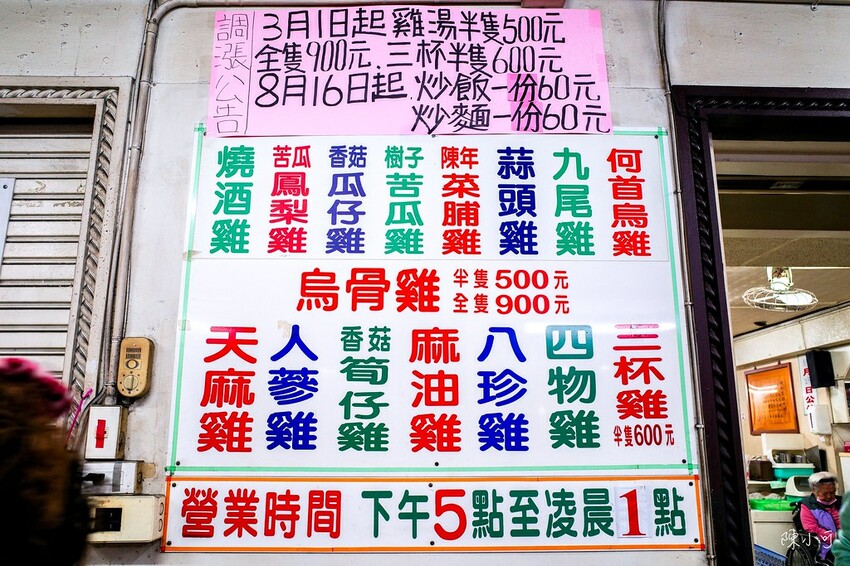 調漲公告
3月1日起雞湯半隻500元
全隻900元.三杯半隻600元
8月16日起.炒飯一份60元
炒麵一份60元
燒酒雞
苦瓜鳳梨雞
香菇瓜仔雞
樹子苦瓜雞
陳年菜脯雞
蒜頭雞
九尾雞
何首烏雞
烏骨雞 半隻500元
全隻900元
天麻雞
人蔘雞
香菇筍仔雞
麻油雞
八珍雞
四物雞
三杯雞
半隻600元
營業時間 下午5點至凌晨1點
陳小可